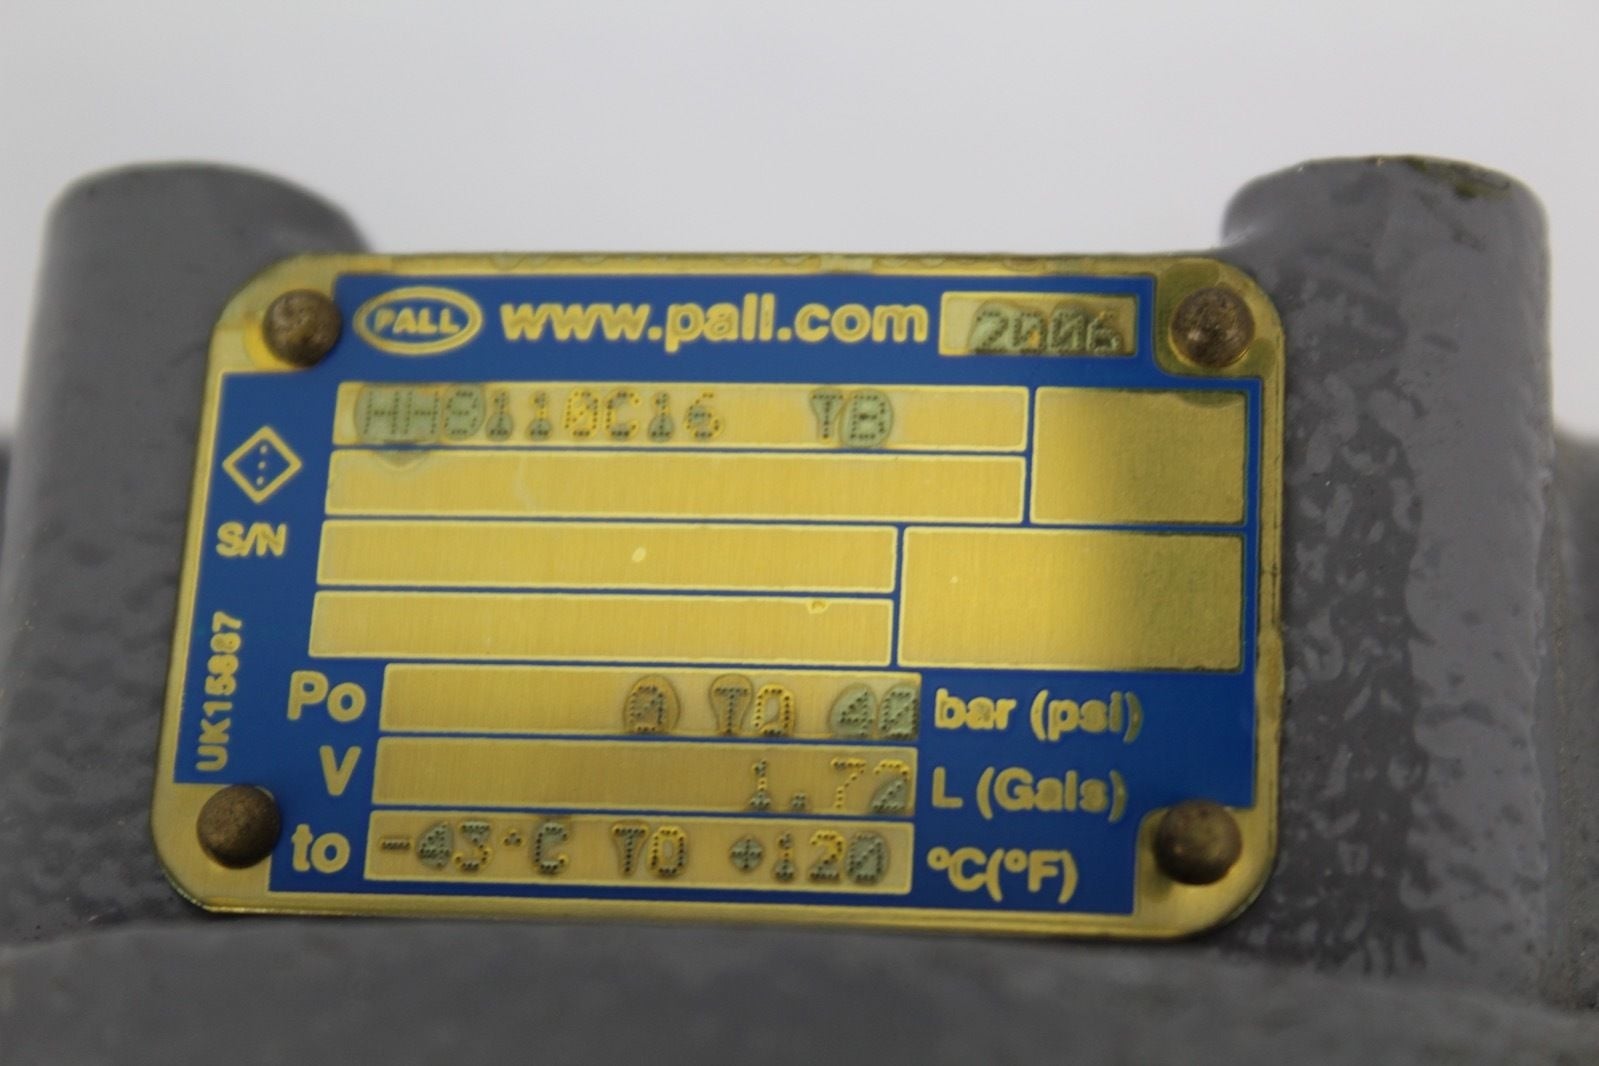 PALL www.pall.com 2006
HH8110C16 YB
S/N
UK15887
Po 0 TO 40 bar (psi)
V 1.72 L (Gals)
to -43°C TO +120 °C(°F)